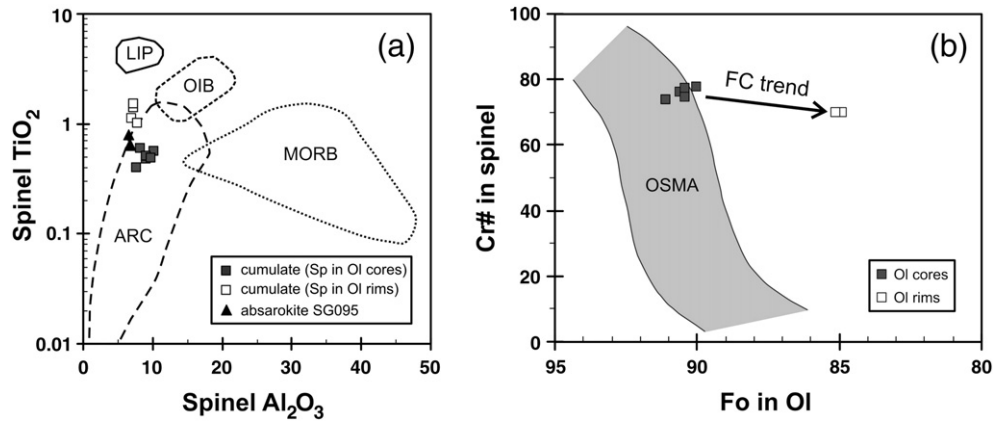 (a)
Spinel TiO₂
10
1
0.1
0.01
LIP
OIB
MORB
ARC
cumulate (Sp in Ol cores)
cumulate (Sp in Ol rims)
absarokite SG095
0 10 20 30 40 50
Spinel Al₂O₃
(b)
Cr# in spinel
100
80
60
40
20
0
FC trend
OSMA
Ol cores
Ol rims
95 90 85 80
Fo in Ol